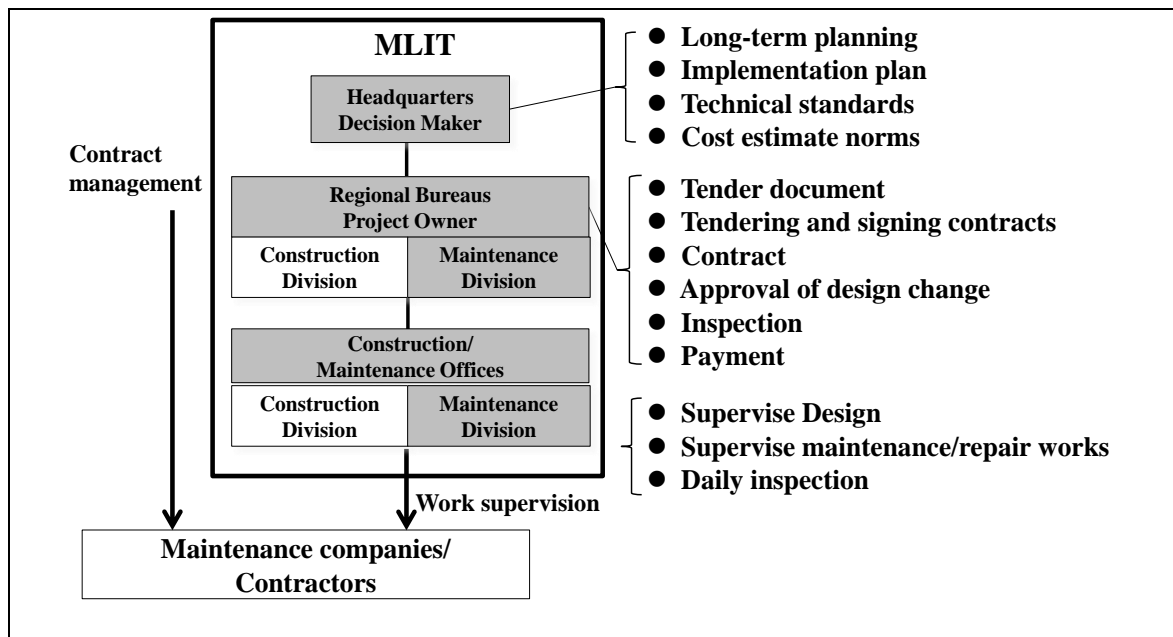 MLIT
Headquarters
Decision Maker
● Long-term planning
● Implementation plan
● Technical standards
● Cost estimate norms
Contract
management
Regional Bureaus
Project Owner
Construction
Division
Maintenance
Division
● Tender document
● Tendering and signing contracts
● Contract
● Approval of design change
● Inspection
● Payment
Construction/
Maintenance Offices
Construction
Division
Maintenance
Division
● Supervise Design
● Supervise maintenance/repair works
● Daily inspection
Work supervision
Maintenance companies/
Contractors